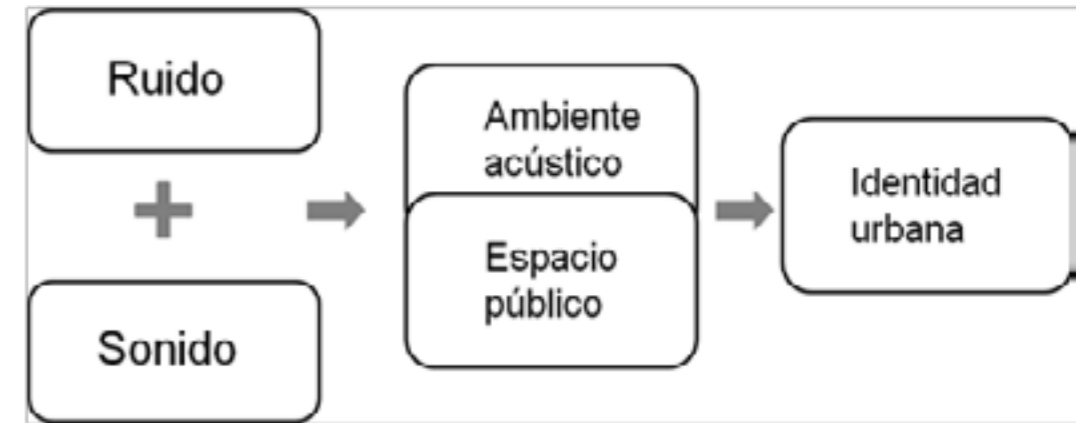 Ruido
Sonido
Ambiente
acústico
Espacio
público
Identidad
urbana